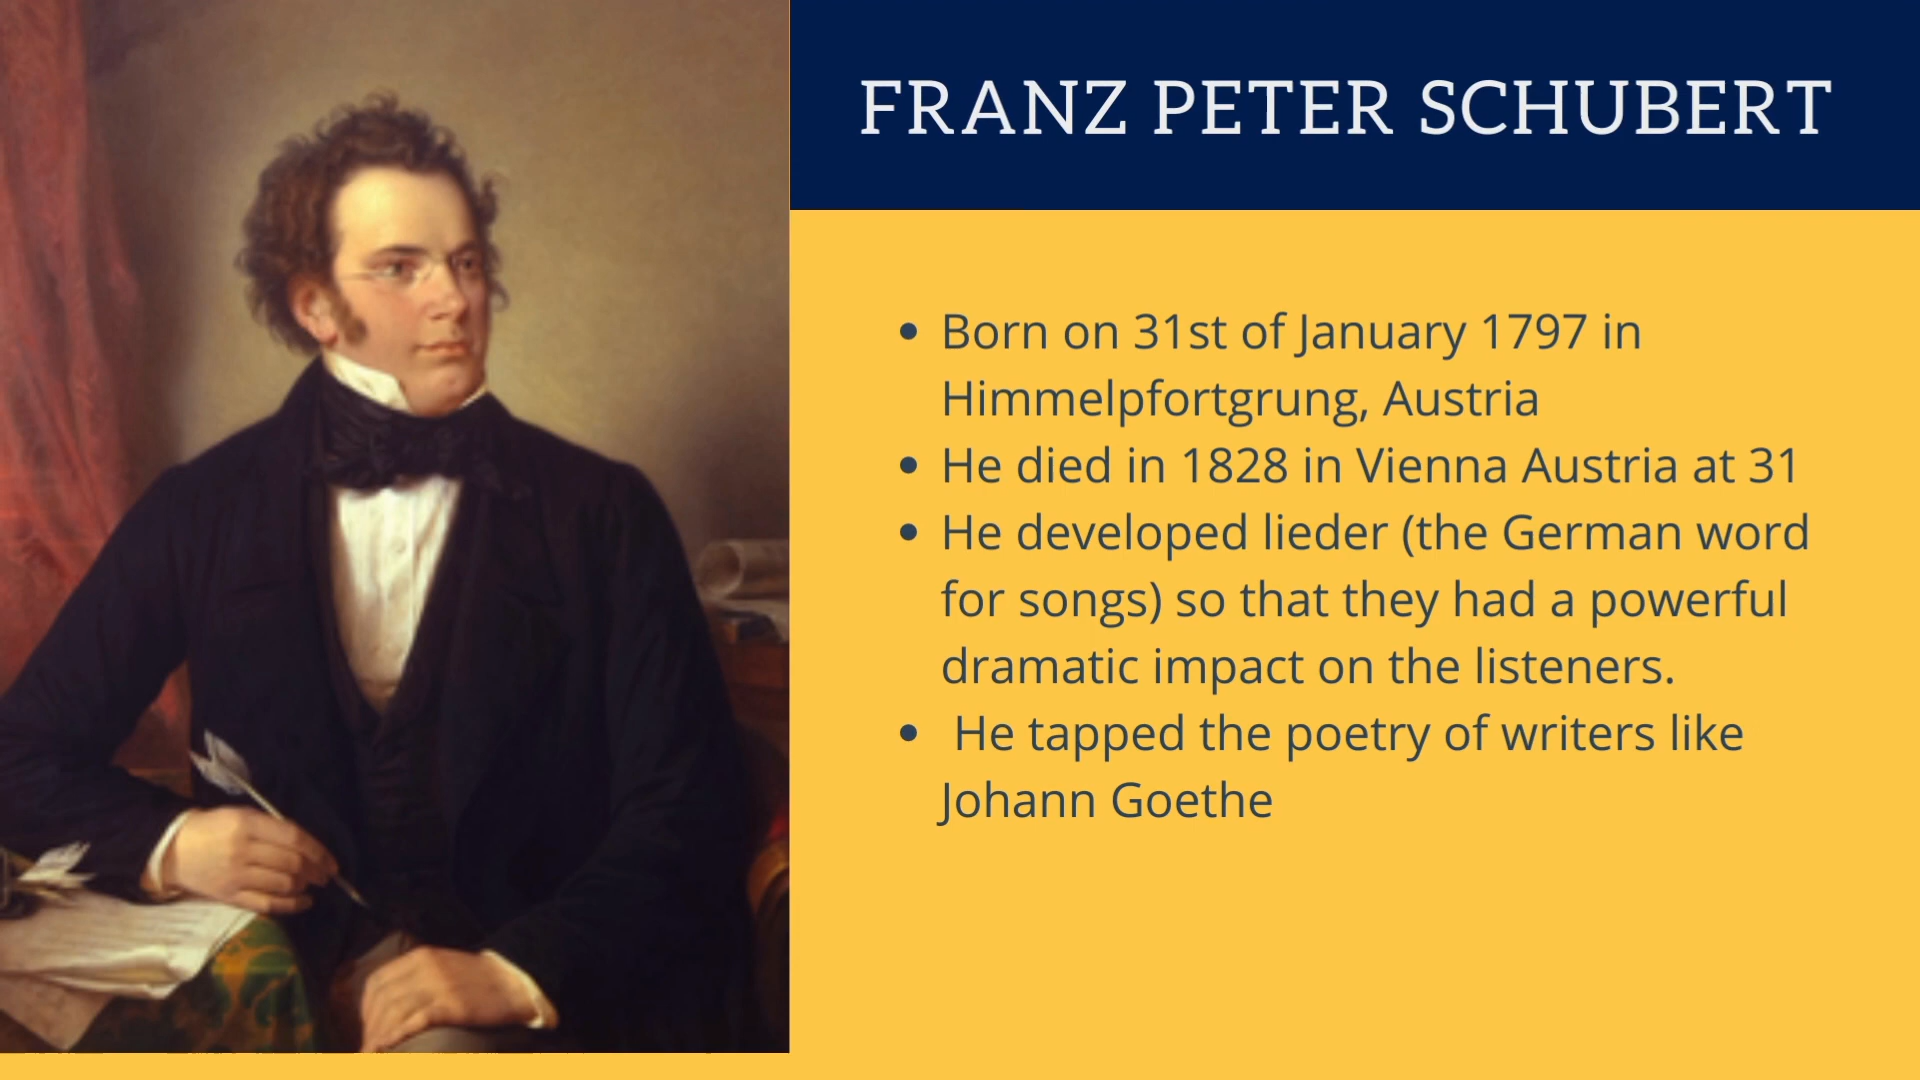 FRANZ PETER SCHUBERT
• Born on 31st of January 1797 in
Himmelpfortgrung, Austria
• He died in 1828 in Vienna Austria at 31
• He developed lieder (the German word
for songs) so that they had a powerful
dramatic impact on the listeners.
• He tapped the poetry of writers like
Johann Goethe